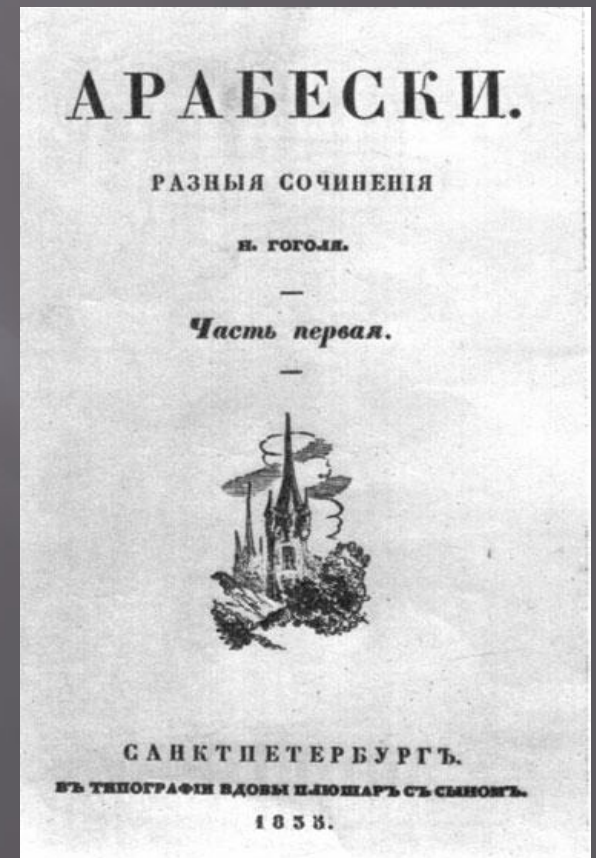 АРАБЕСКИ.
РАЗНЫЯ СОЧИНЕНІЯ
Н. ГОГОЛЯ.
Часть первая.
САНКТПЕТЕРБУРГЪ.
ВЪ ТИПОГРАФІИ ВДОВЫ ПЛЮШАРЪ СЪ СЫНОМЪ.
1835.